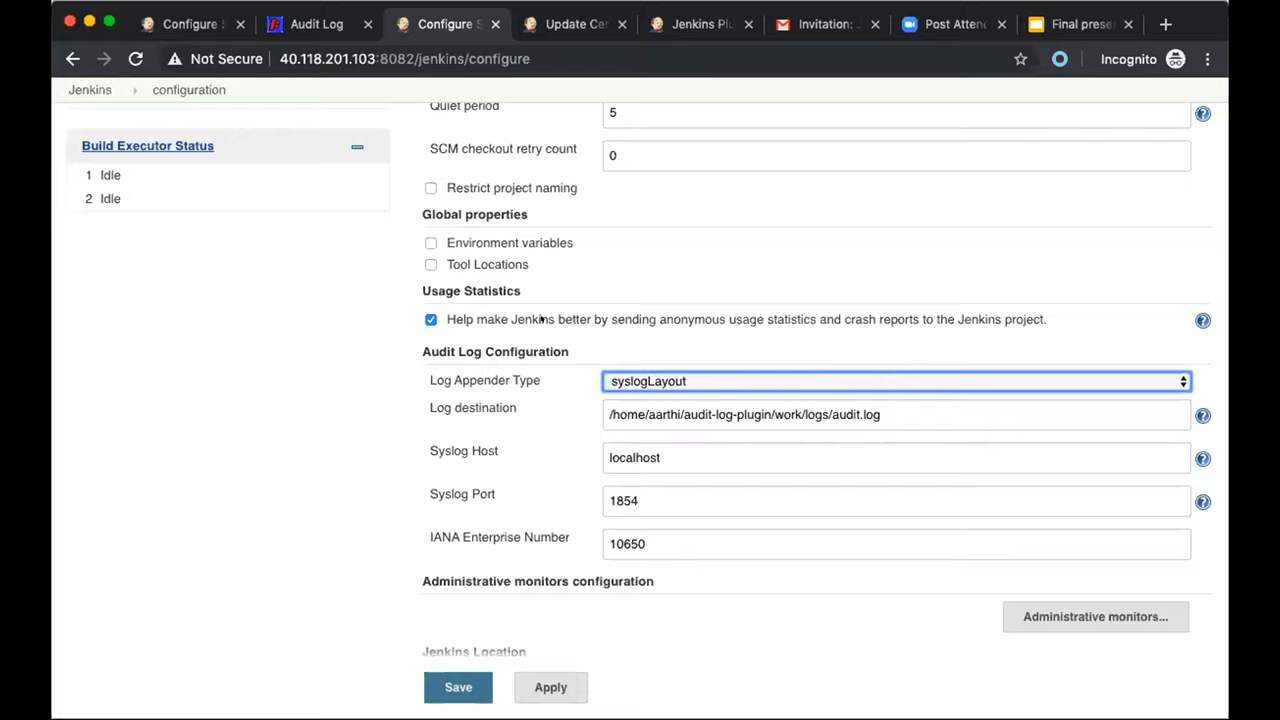 Configure S
Audit Log
Configure S
Update Cen
Jenkins Plu
Invitation:
Post Atten
Final prese
Not Secure
40.118.201.103:8082/jenkins/configure
Incognito
Jenkins
configuration
Quiet period
5
SCM checkout retry count
0
Restrict project naming
Global properties
Environment variables
Tool Locations
Usage Statistics
Help make Jenkins better by sending anonymous usage statistics and crash reports to the Jenkins project.
Audit Log Configuration
Log Appender Type
syslogLayout
Log destination
/home/aarthi/audit-log-plugin/work/logs/audit.log
Syslog Host
localhost
Syslog Port
1854
IANA Enterprise Number
10650
Administrative monitors configuration
Administrative monitors...
Jenkins Location
Save
Apply
Build Executor Status
1 Idle
2 Idle